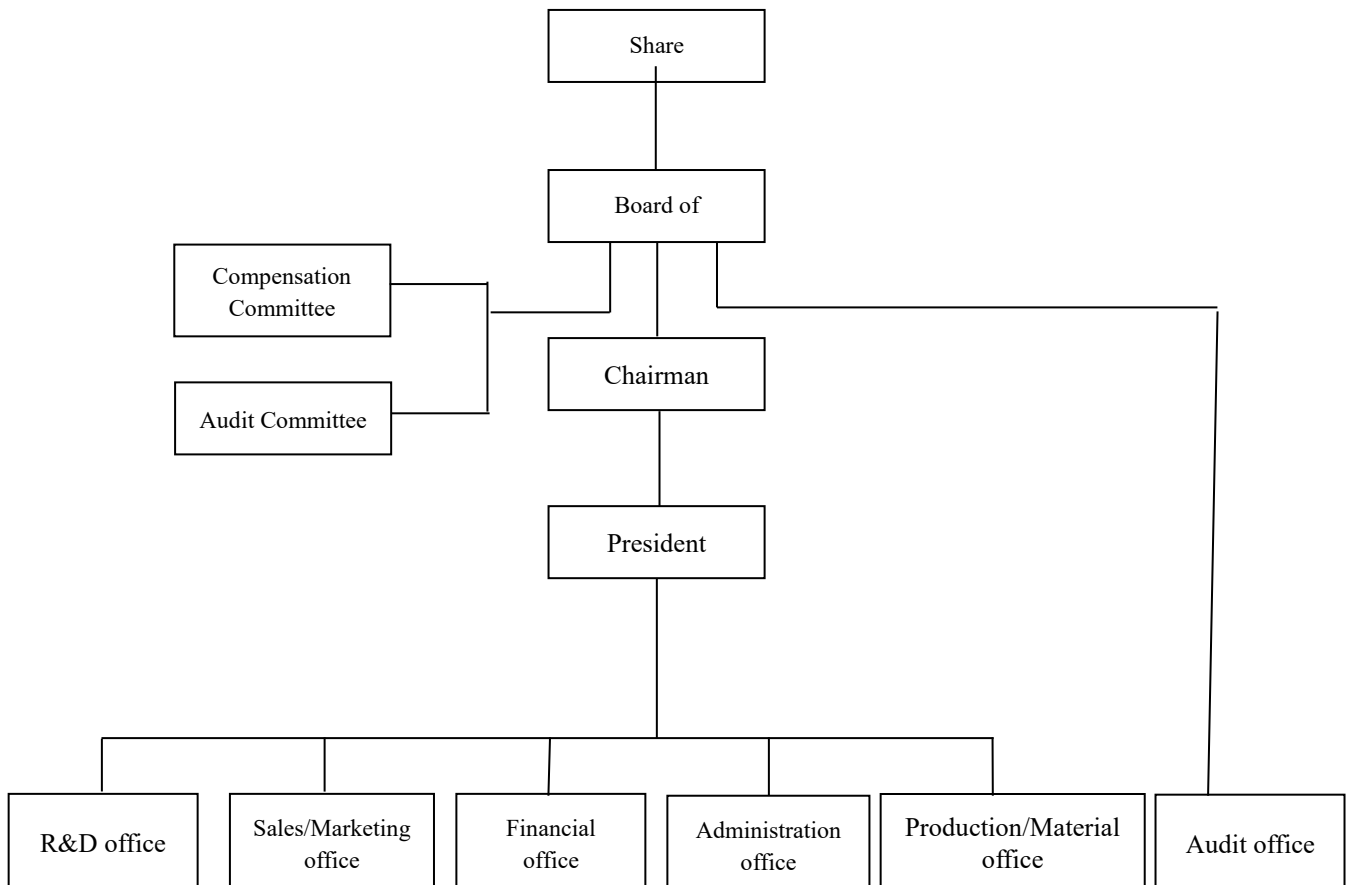 Share
Board of
Compensation
Committee
Chairman
Audit Committee
President
R&D office
Sales/Marketing
office
Financial
office
Administration
office
Production/Material
office
Audit office